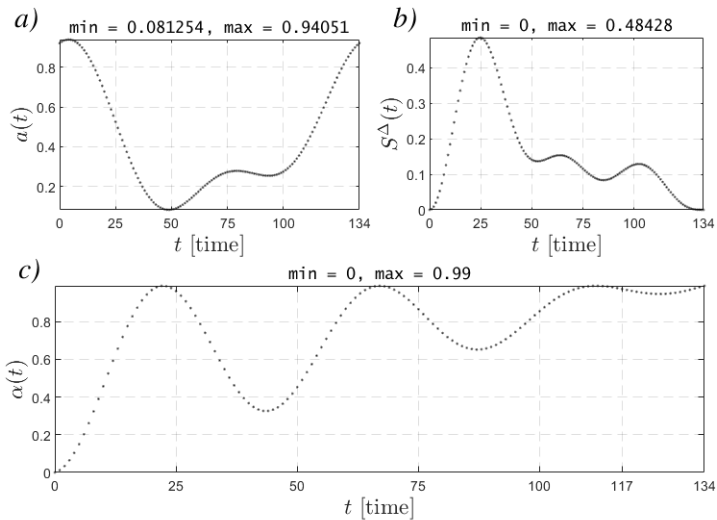 a)
min = 0.081254, max = 0.94051
a(t)
0.8
0.6
0.4
0.2
0 25 50 75 100 134
t [time]
b)
min = 0, max = 0.48428
S^Δ(t)
0.4
0.3
0.2
0.1
0
0 25 50 75 100 134
t [time]
c)
min = 0, max = 0.99
α(t)
0.8
0.6
0.4
0.2
0
0 25 50 75 100 117 134
t [time]